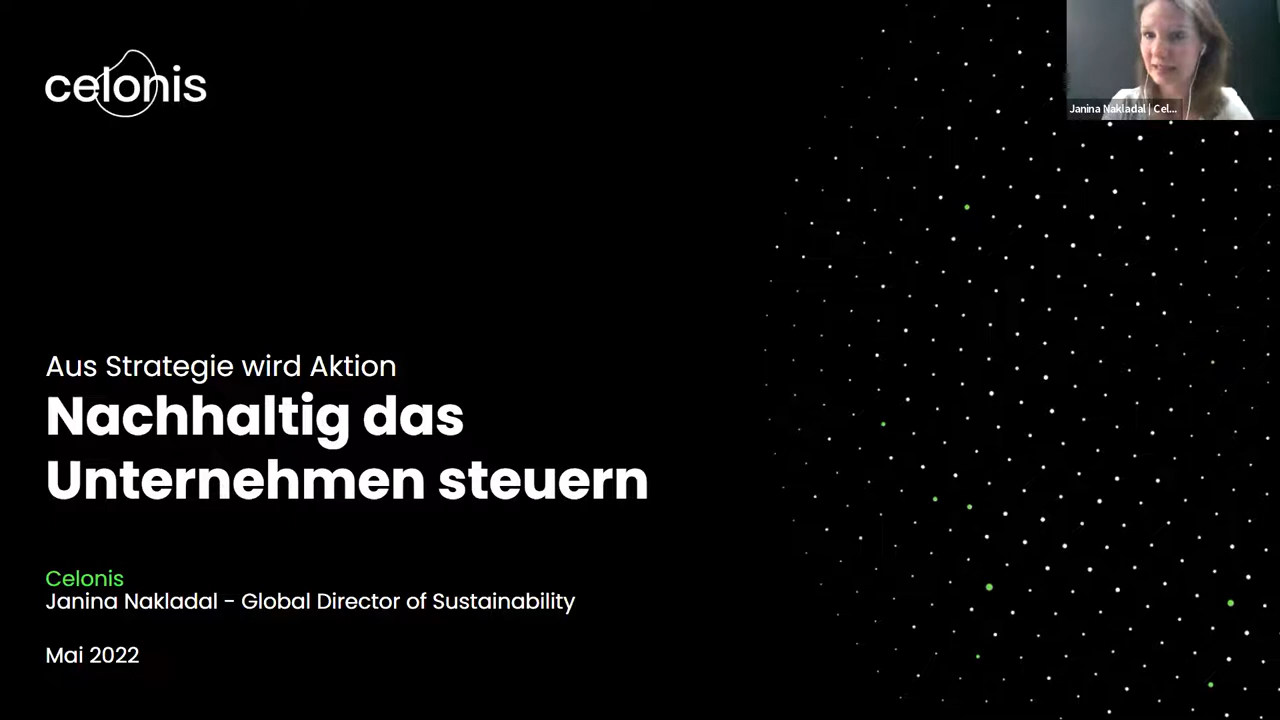 celonis
Janina Nakladal | Cel...
Aus Strategie wird Aktion
Nachhaltig das
Unternehmen steuern
Celonis
Janina Nakladal - Global Director of Sustainability
Mai 2022